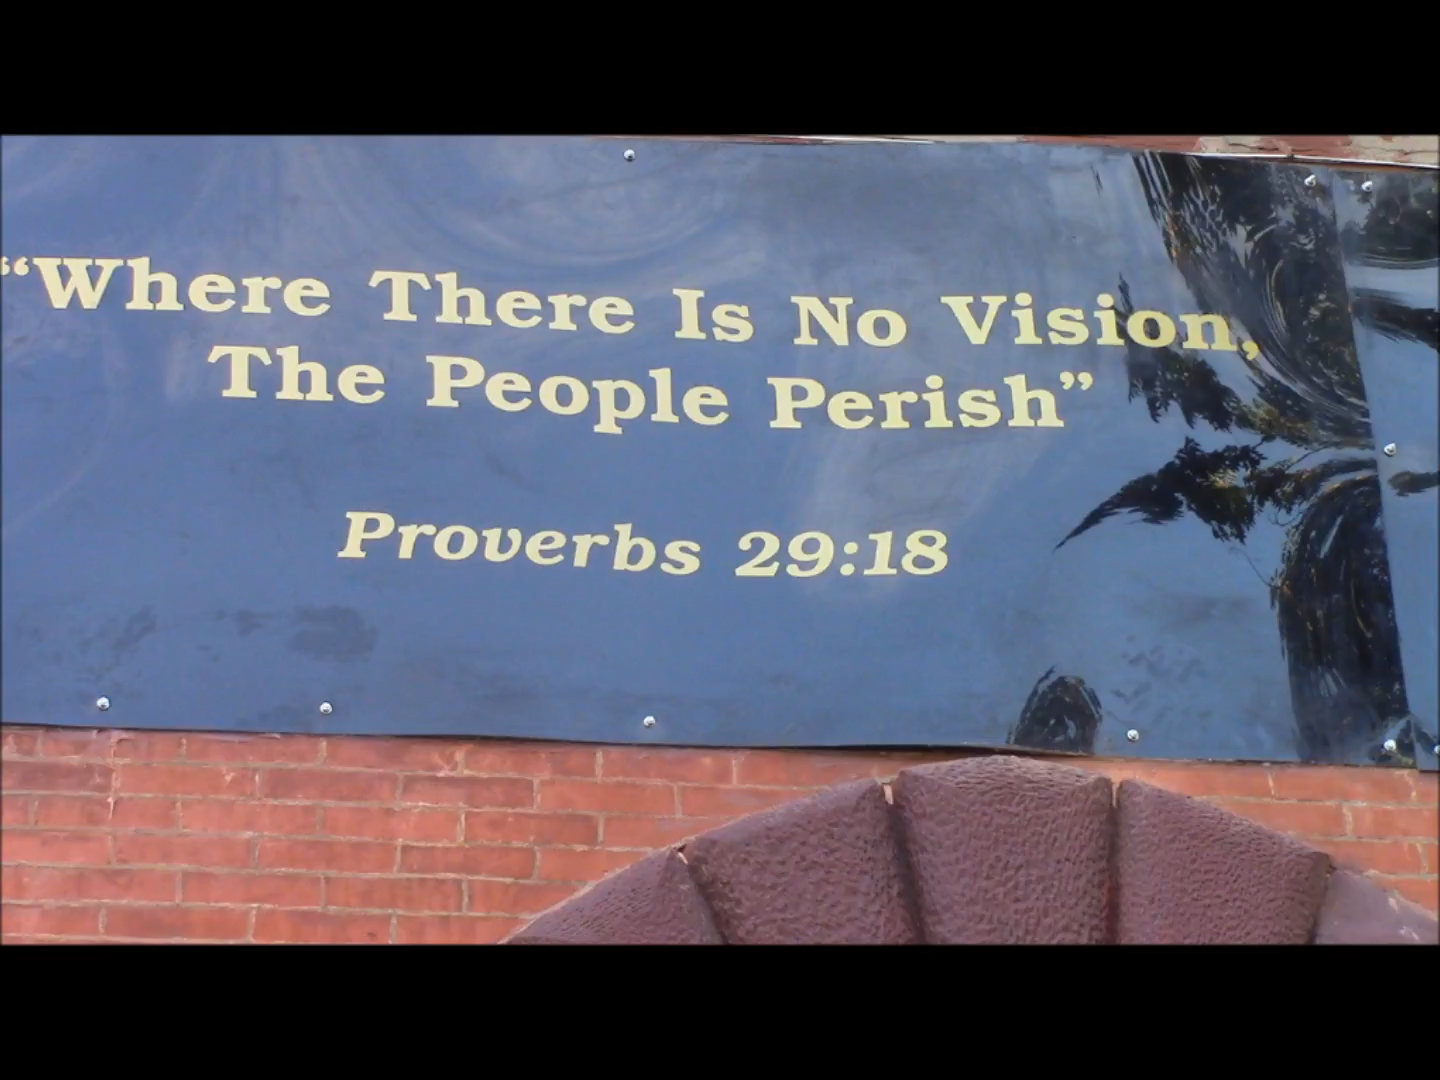 “Where There Is No Vision,
The People Perish”
Proverbs 29:18